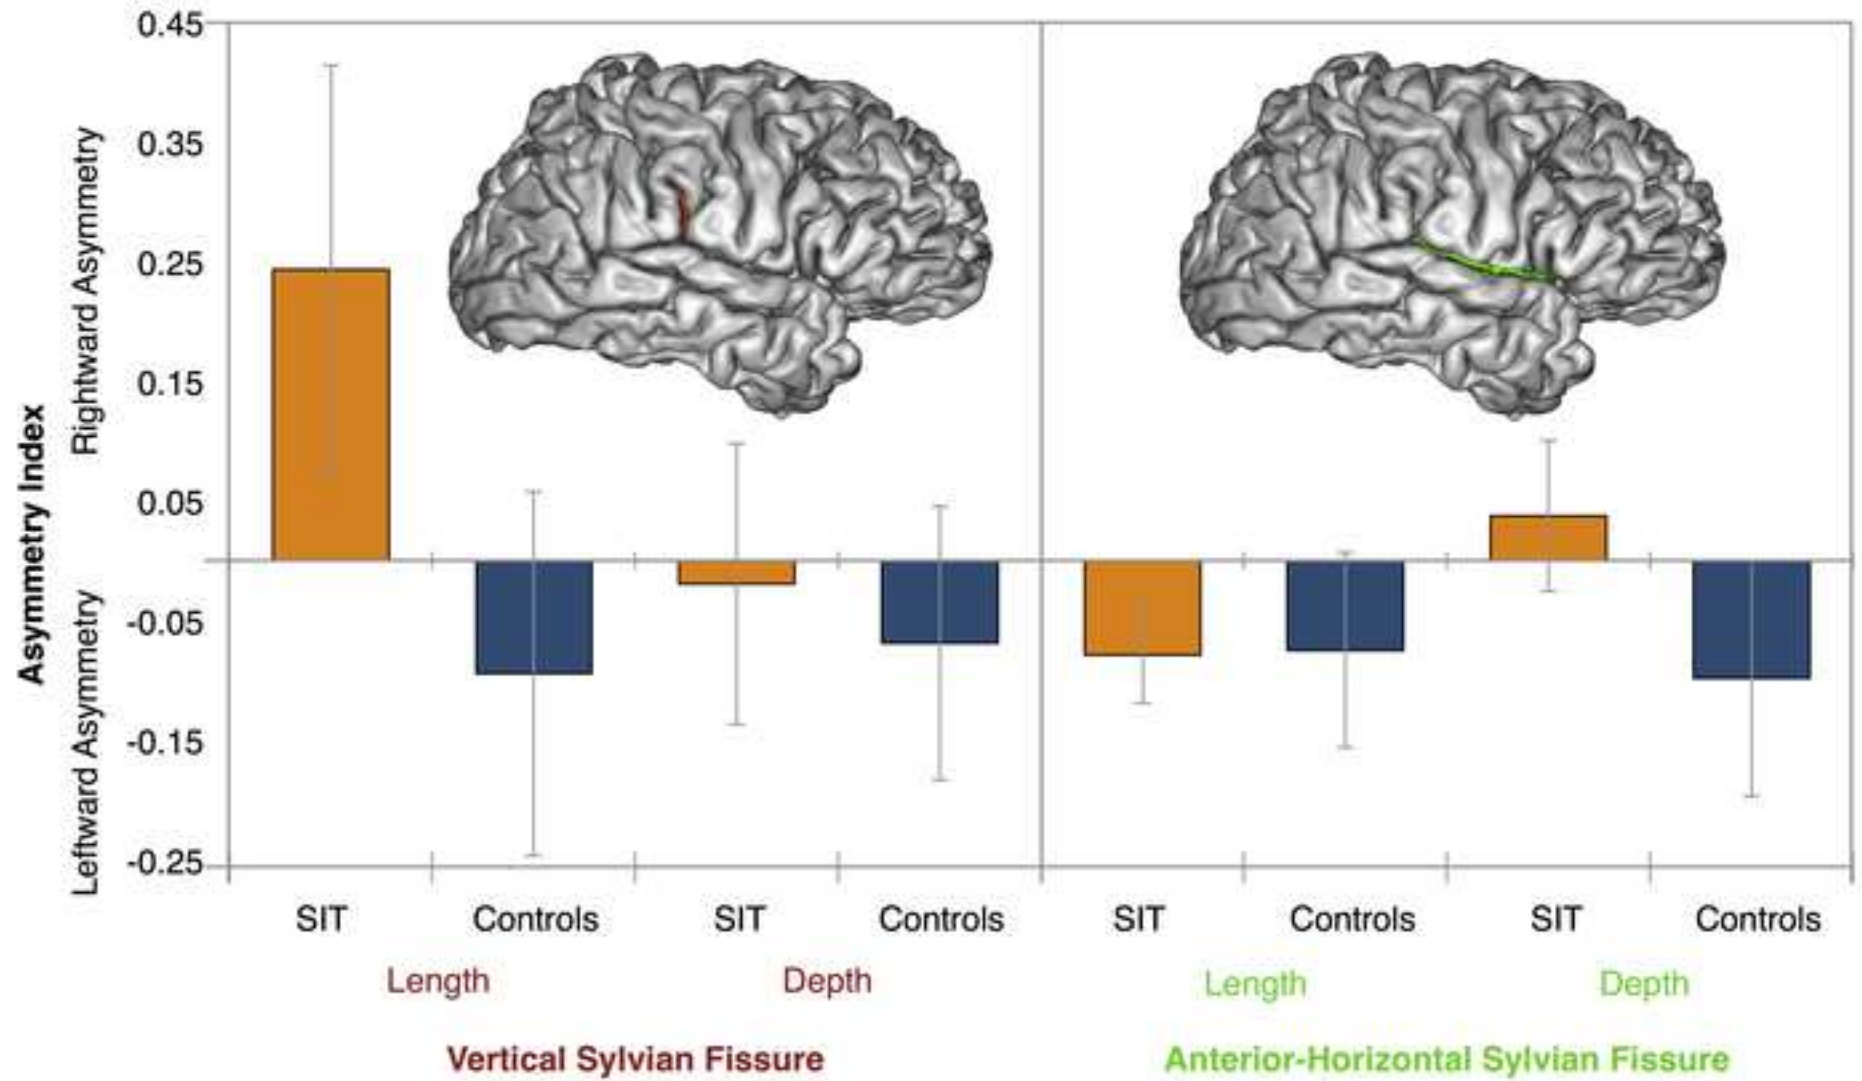 0.45
0.35
0.25
0.15
0.05
-0.05
-0.15
-0.25
Asymmetry Index
Rightward Asymmetry
Leftward Asymmetry
SIT Controls SIT Controls SIT Controls SIT Controls
Length Depth Length Depth
Vertical Sylvian Fissure Anterior-Horizontal Sylvian Fissure